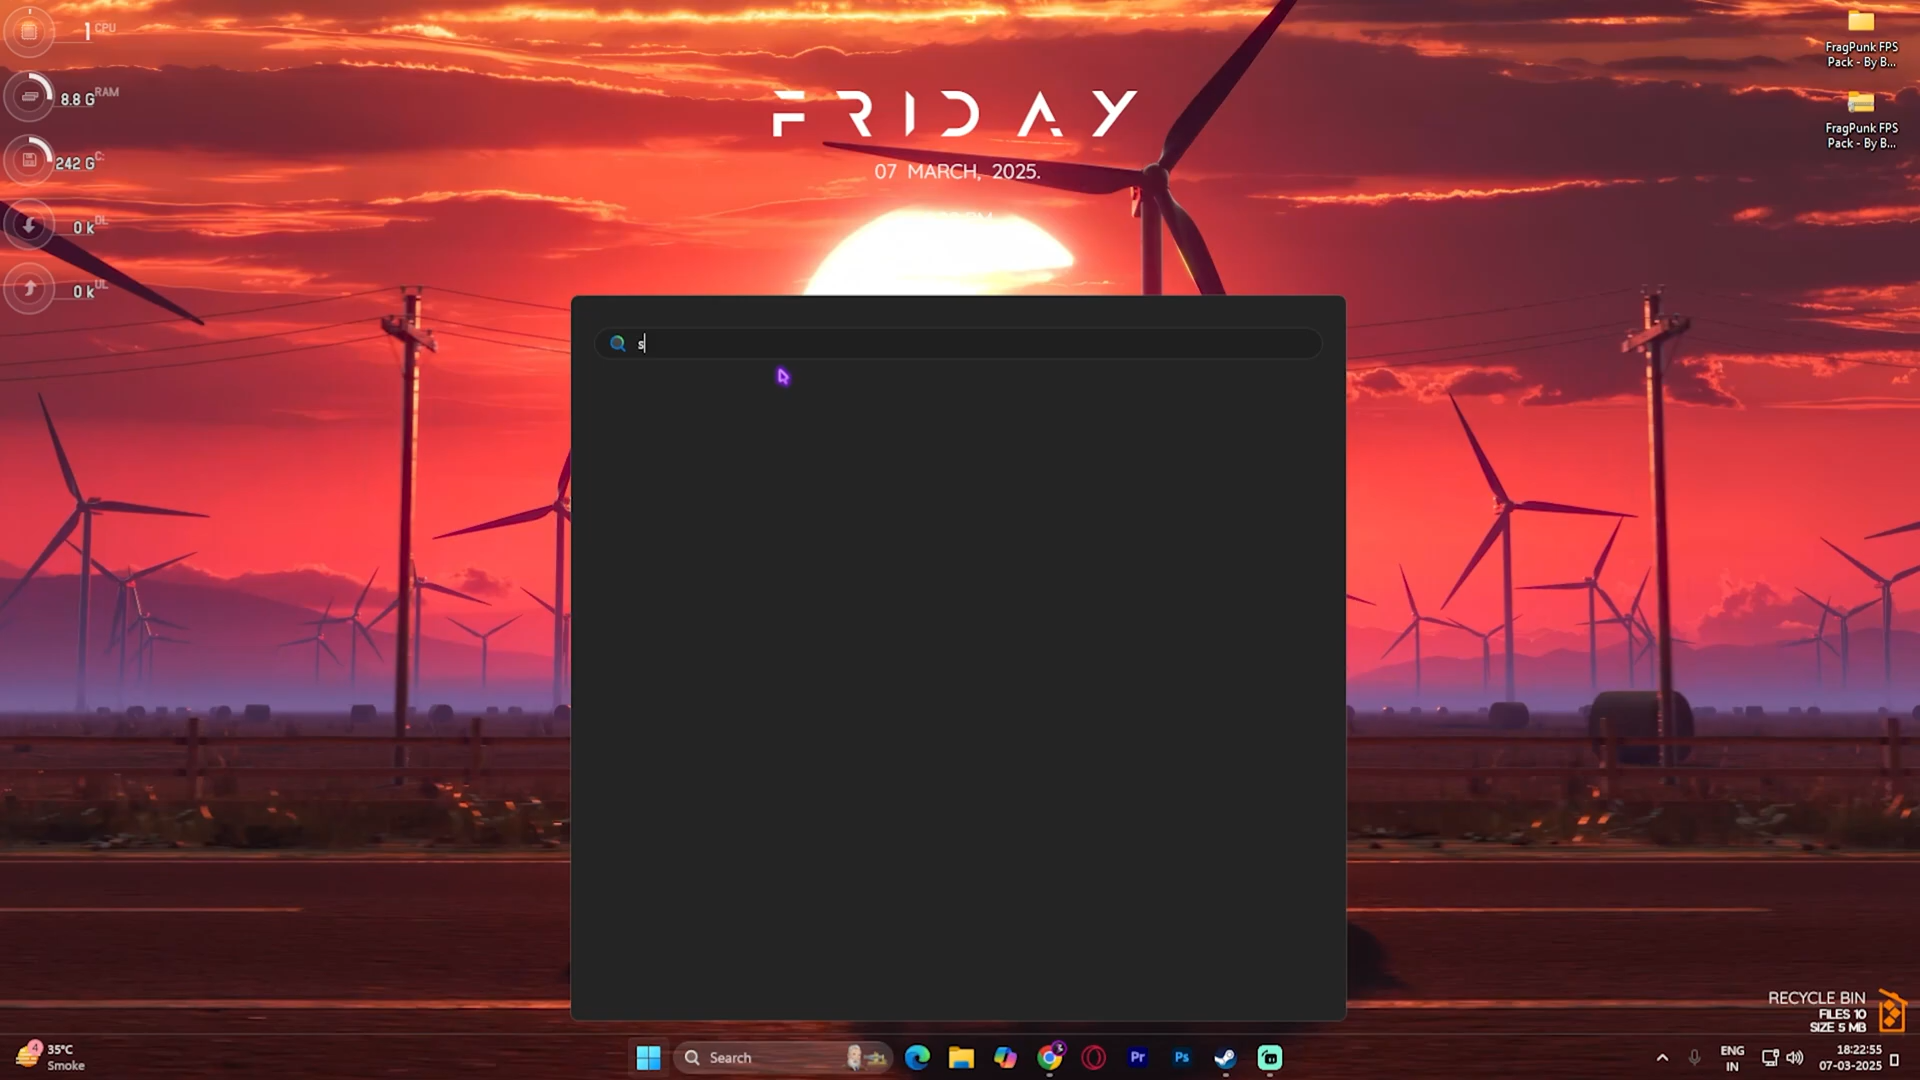 1 CPU
8.8 G RAM
242 G C:
0 k DL
0 k UL
FRIDAY
07 MARCH, 2025.
FragPunk FPS
Pack - By B...
FragPunk FPS
Pack - By B...
s
RECYCLE BIN
FILES 10
SIZE 5 MB
4
35°C
Smoke
Search
3
Pr
Ps
ENG
IN
18:22:55
07-03-2025